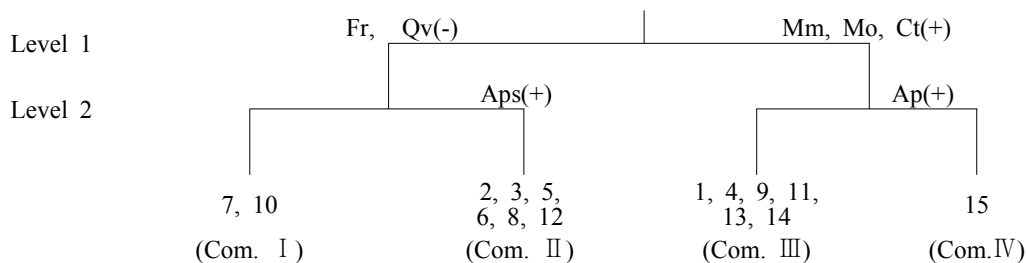 Level 1 Fr, Qv(-) Mm, Mo, Ct(+)
Level 2 Aps(+) Ap(+)
7, 10 2, 3, 5, 6, 8, 12 1, 4, 9, 11, 13, 14 15
(Com. Ⅰ) (Com. Ⅱ) (Com. Ⅲ) (Com.Ⅳ)